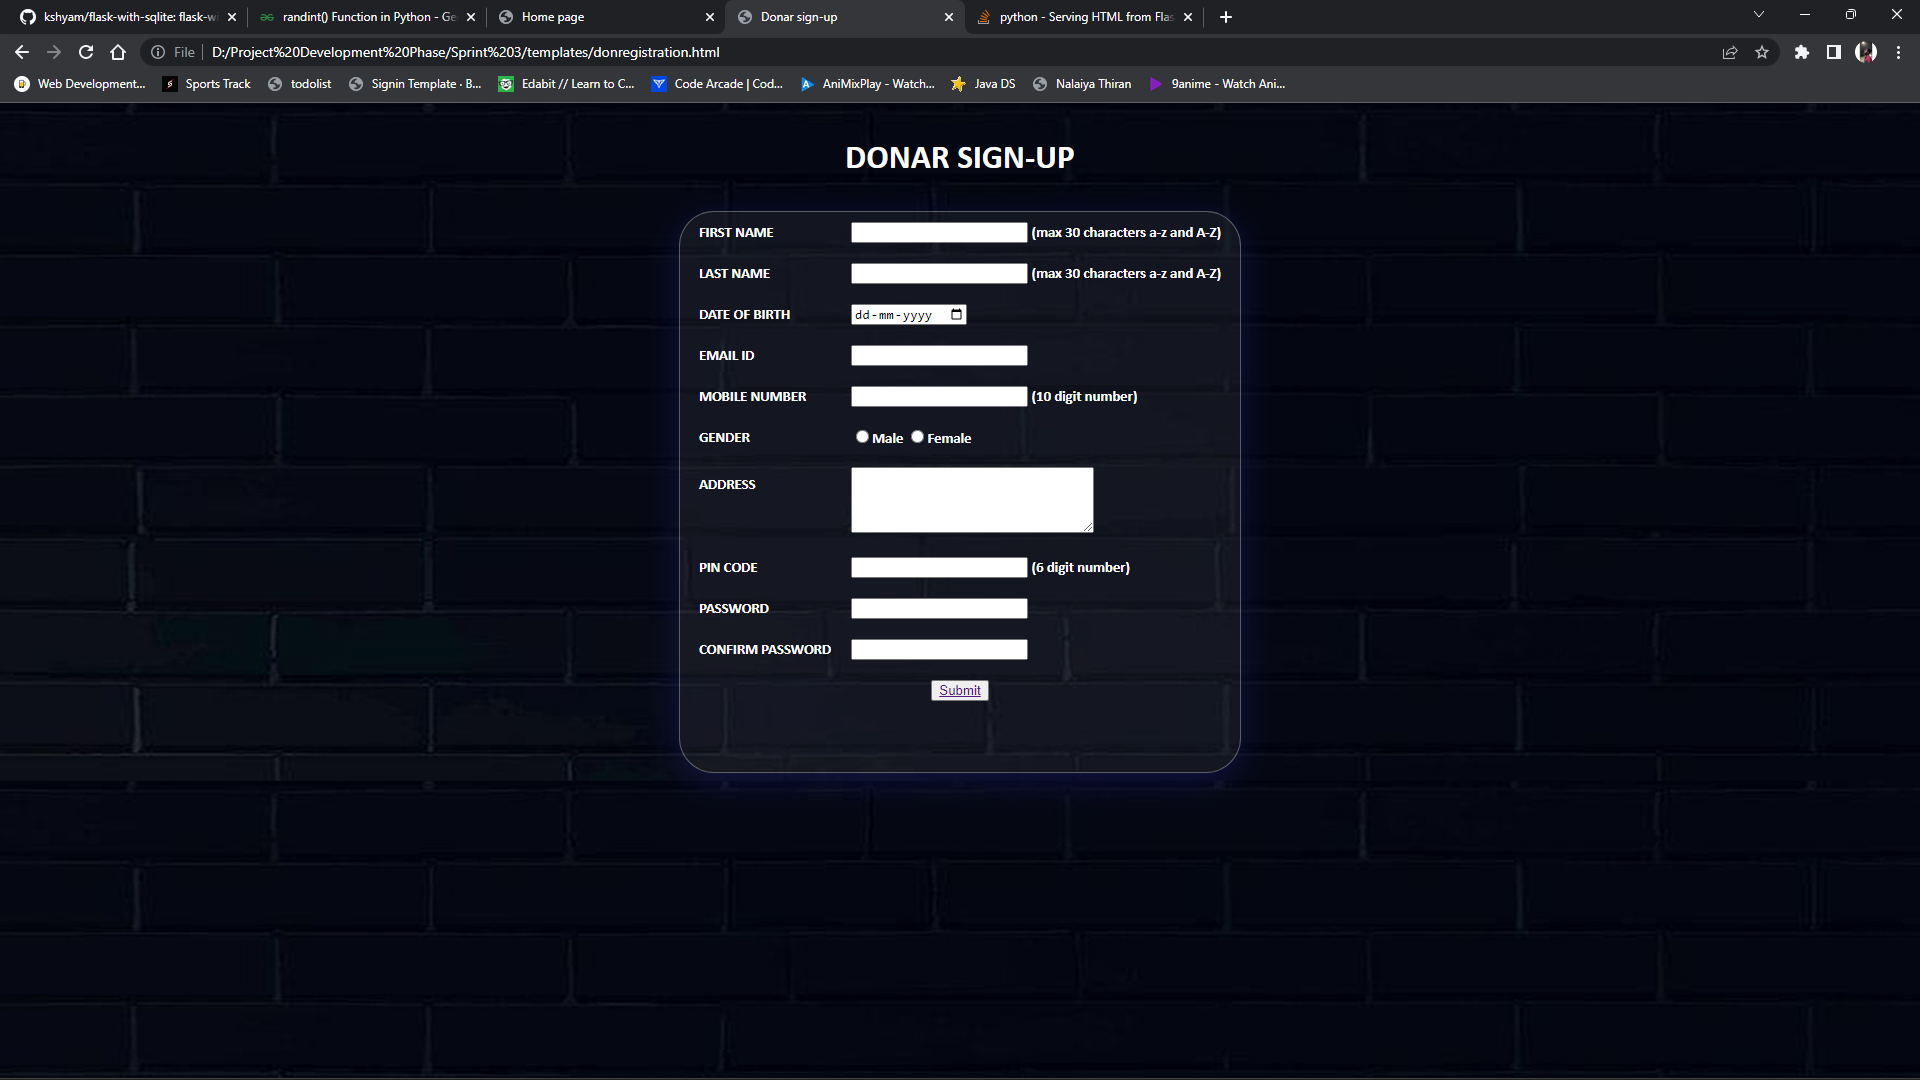 kshyam/flask-with-sqlite: flask-wi
randint() Function in Python - Ge
Home page
Donar sign-up
python - Serving HTML from Flas
File
D:/Project%20Development%20Phase/Sprint%203/templates/donregistration.html
Web Development...
Sports Track
todolist
Signin Template · B...
Edabit // Learn to C...
Code Arcade | Cod...
AniMixPlay - Watch...
Java DS
Nalaiya Thiran
9anime - Watch Ani...
DONAR SIGN-UP
FIRST NAME (max 30 characters a-z and A-Z)
LAST NAME (max 30 characters a-z and A-Z)
DATE OF BIRTH dd-mm-yyyy
EMAIL ID
MOBILE NUMBER (10 digit number)
GENDER Male Female
ADDRESS
PIN CODE (6 digit number)
PASSWORD
CONFIRM PASSWORD
Submit